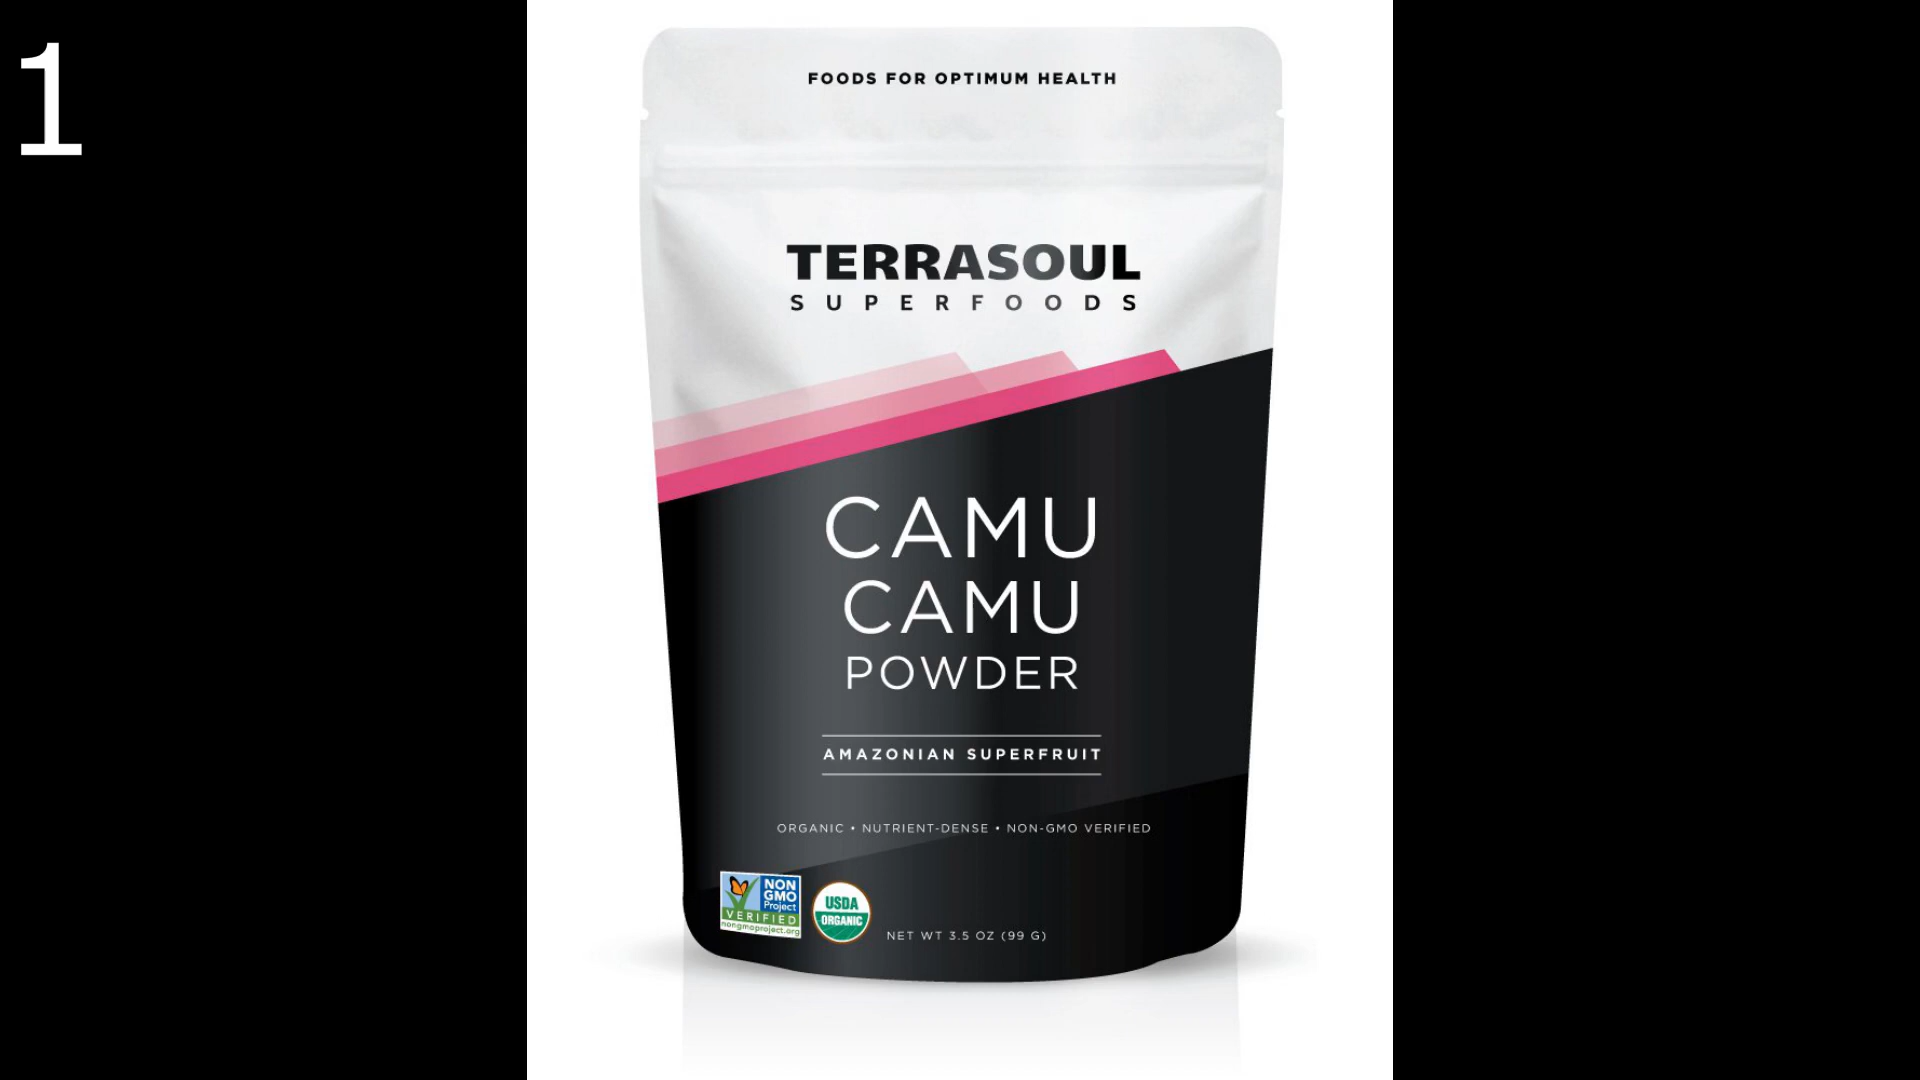 1
FOODS FOR OPTIMUM HEALTH
TERRASOUL
SUPERFOODS
CAMU
CAMU
POWDER
AMAZONIAN SUPERFRUIT
ORGANIC • NUTRIENT-DENSE • NON-GMO VERIFIED
NON
GMO
Project
VERIFIED
nongmoproject.org
USDA
ORGANIC
NET WT 3.5 OZ (99 G)